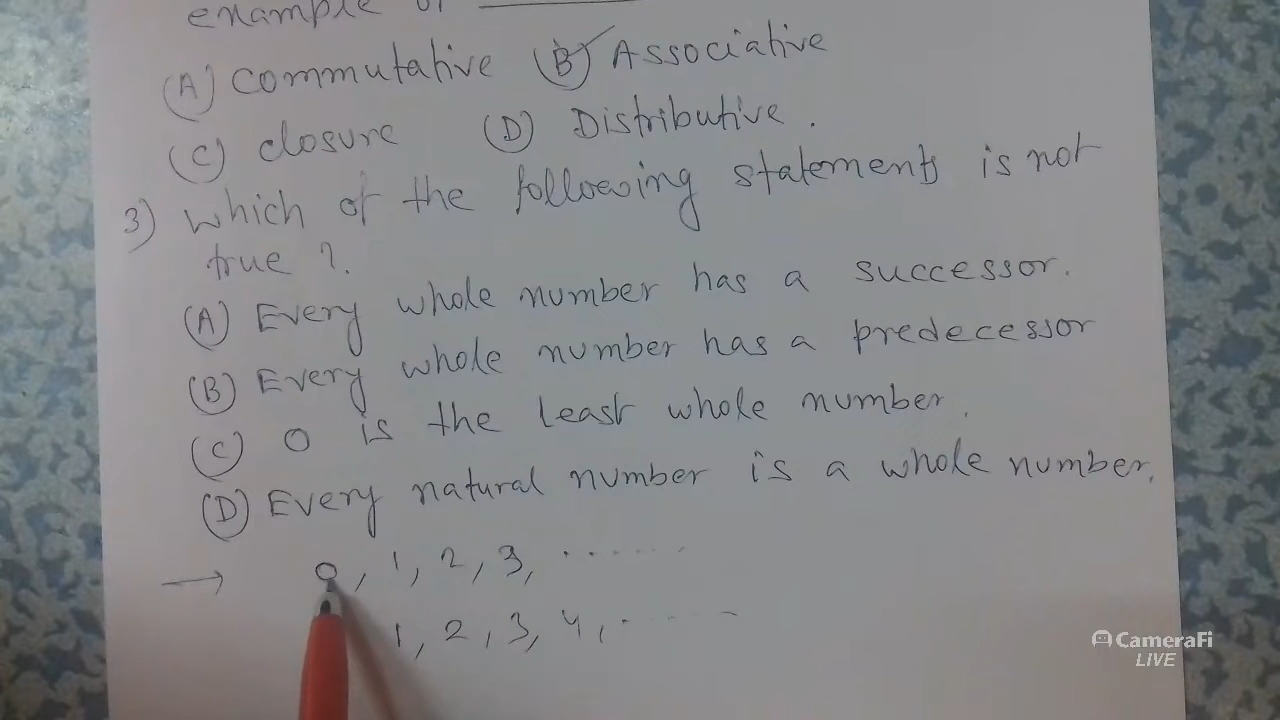 example of
(A) commutative (B) Associative
(C) closure (D) Distributive.
3) which of the following statements is not
true ?.
(A) Every whole number has a successor.
(B) Every whole number has a predecessor
(C) 0 is the least whole number.
(D) Every natural number is a whole number.
→ 0, 1, 2, 3, ......
1, 2, 3, 4, ......
CameraFi
LIVE